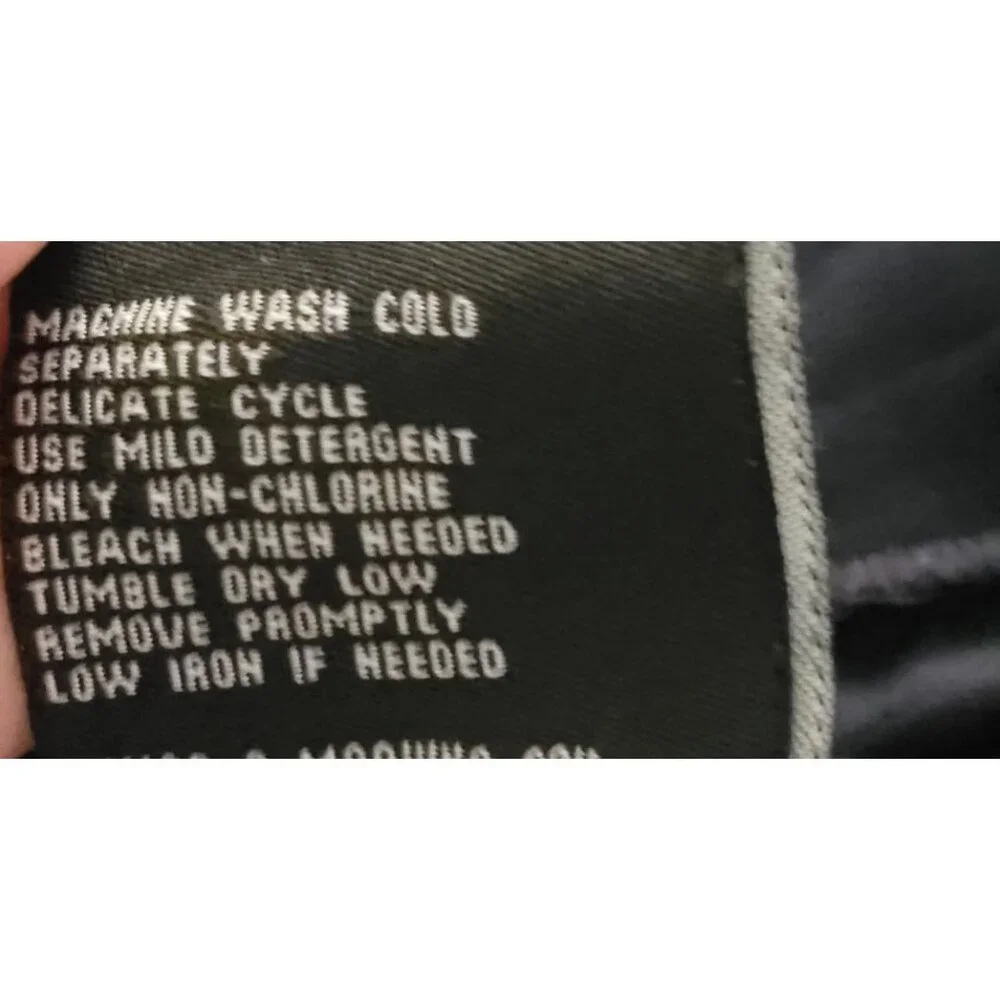 MACHINE WASH COLD
SEPARATELY
DELICATE CYCLE
USE MILD DETERGENT
ONLY NON-CHLORINE
BLEACH WHEN NEEDED
TUMBLE DRY LOW
REMOVE PROMPTLY
LOW IRON IF NEEDED